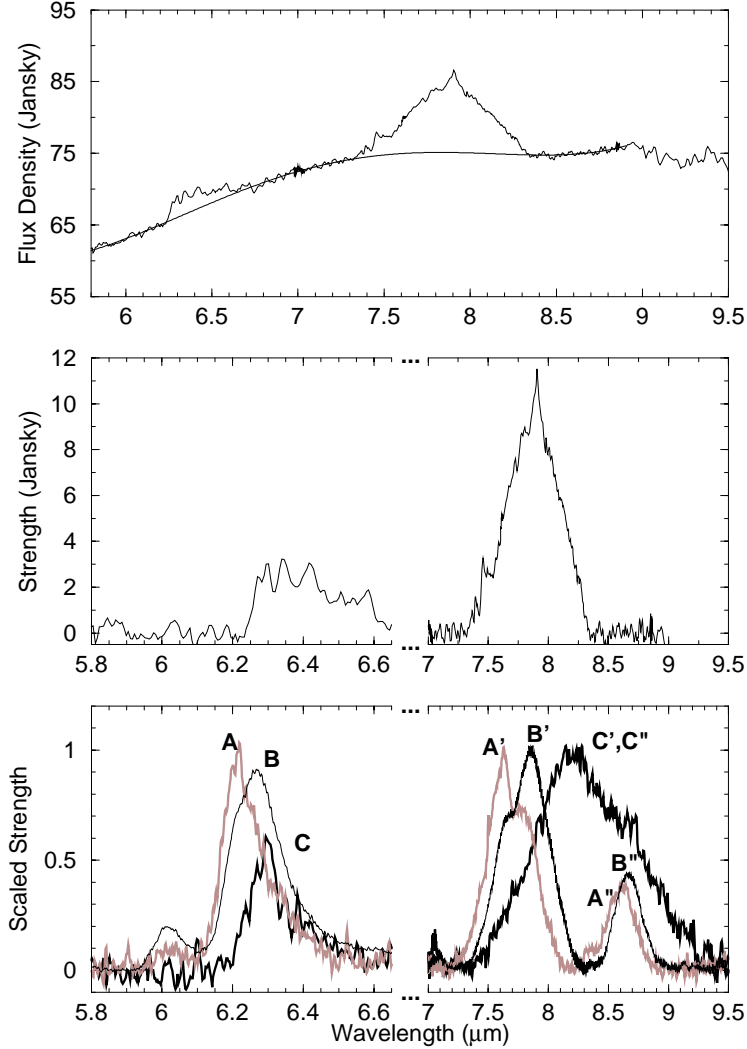 95
85
75
65
55
Flux Density (Jansky)
6 6.5 7 7.5 8 8.5 9 9.5
12
10
8
6
4
2
0
Strength (Jansky)
...
5.8 6 6.2 6.4 6.6 ... 7 7.5 8 8.5 9 9.5
1
0.5
0
Scaled Strength
...
A B C A' B' C',C" A" B"
5.8 6 6.2 6.4 6.6 ... 7 7.5 8 8.5 9 9.5
Wavelength (μm)